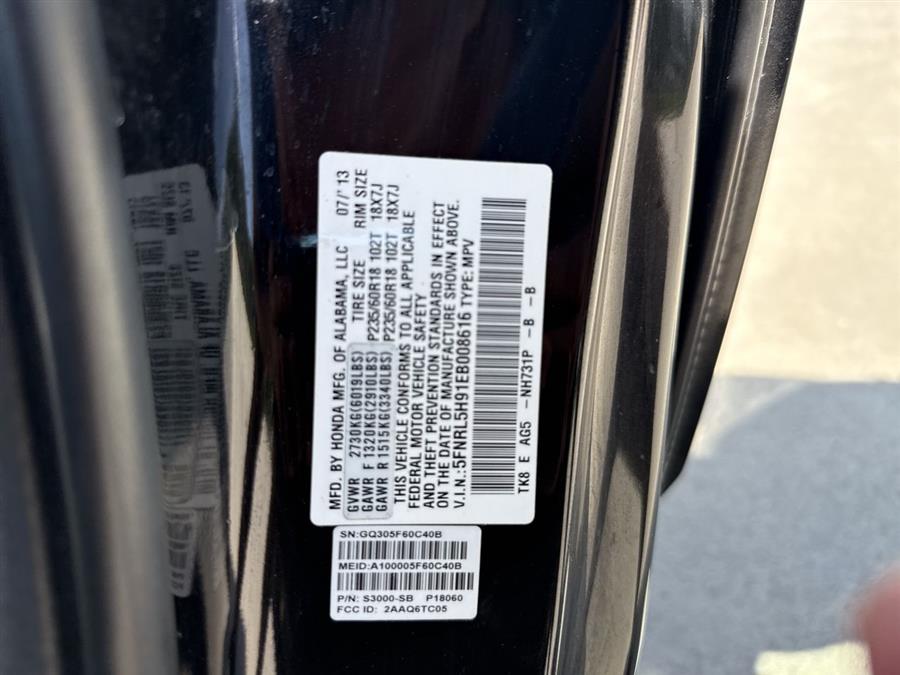 MFD. BY HONDA MFG. OF ALABAMA, LLC 07/'13
TIRE SIZE RIM SIZE
GVWR 2730KG(6019LBS)
GAWR F 1320KG(2910LBS) P235/60R18 102T 18X7J
GAWR R 1515KG(3340LBS) P235/60R18 102T 18X7J
THIS VEHICLE CONFORMS TO ALL APPLICABLE
FEDERAL MOTOR VEHICLE SAFETY
AND THEFT PREVENTION STANDARDS IN EFFECT
ON THE DATE OF MANUFACTURE SHOWN ABOVE.
V.I.N.:5FNRL5H91EB008616 TYPE: MPV
TK8 E AG5 -NH731P -B -B
SN:GQ305F60C40B
MEID:A100005F60C40B
P/N: S3000-SB P18060
FCC ID: 2AAQ6TC05